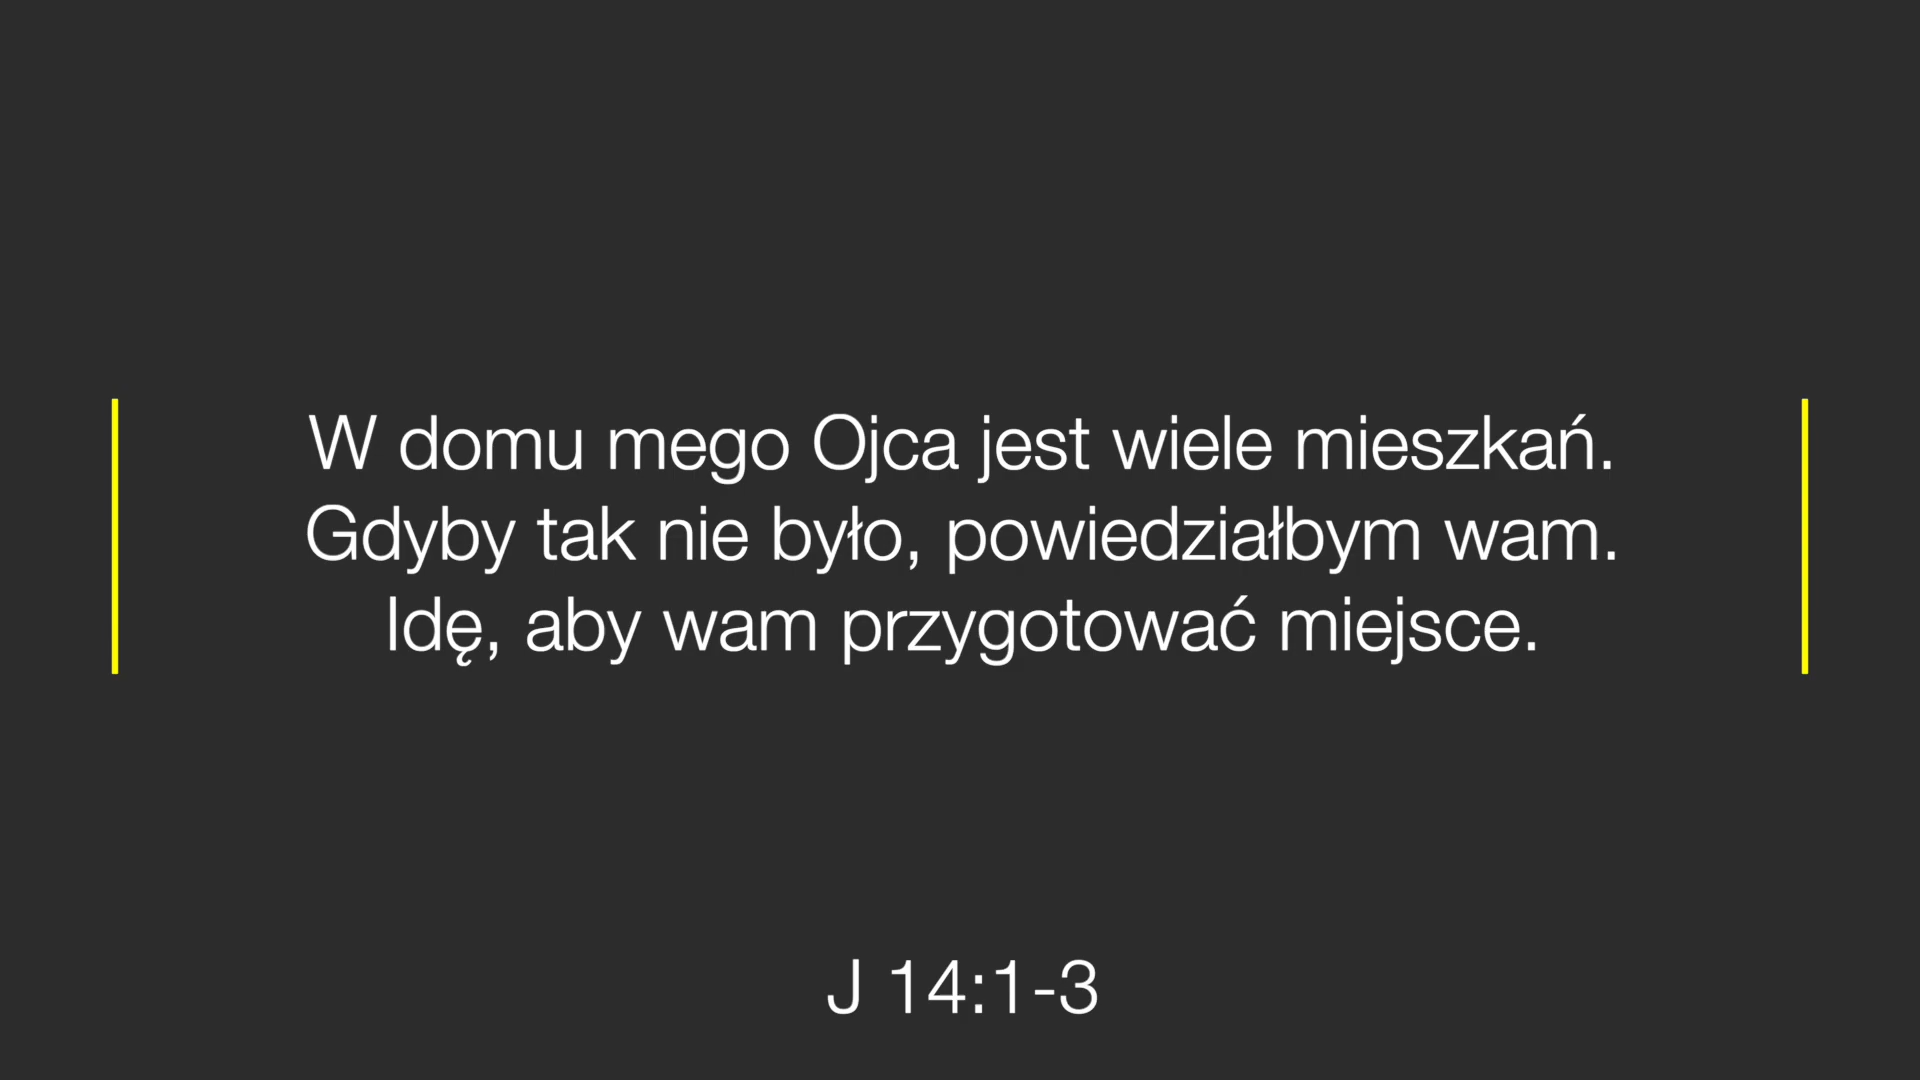 W domu mego Ojca jest wiele mieszkań.
Gdyby tak nie było, powiedziałbym wam.
Idę, aby wam przygotować miejsce.
J 14:1-3